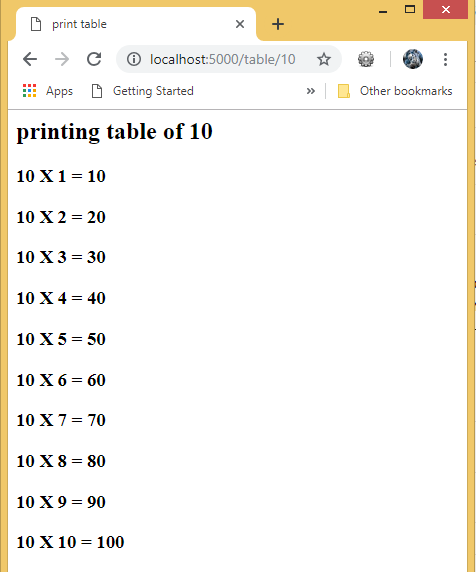 print table
localhost:5000/table/10
Apps Getting Started » Other bookmarks
printing table of 10
10 X 1 = 10
10 X 2 = 20
10 X 3 = 30
10 X 4 = 40
10 X 5 = 50
10 X 6 = 60
10 X 7 = 70
10 X 8 = 80
10 X 9 = 90
10 X 10 = 100